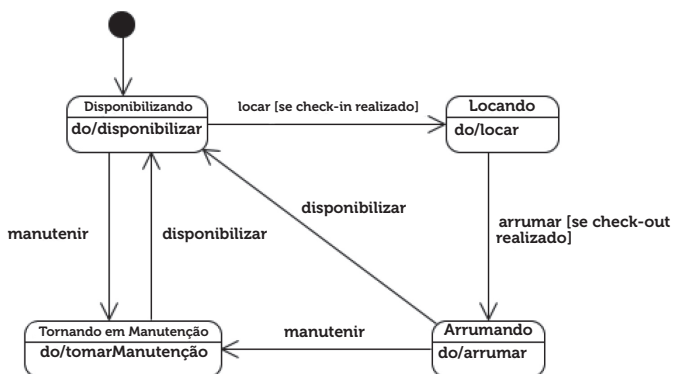 Disponibilizando
do/disponibilizar
locar [se check-in realizado]
Locando
do/locar
manutenir
disponibilizar
disponibilizar
arrumar [se check-out
realizado]
Tornando em Manutenção
do/tomarManutenção
manutenir
Arrumando
do/arrumar